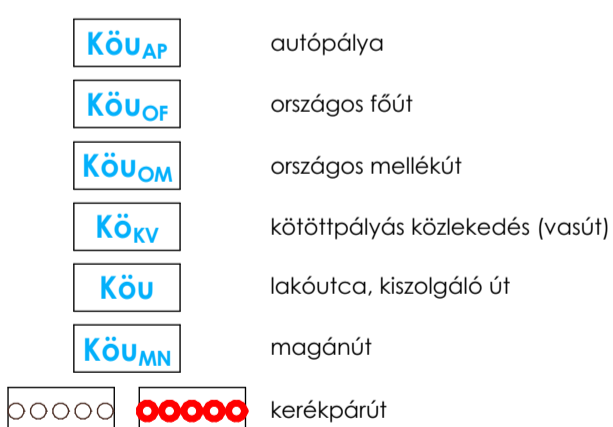 KöuAP autópálya
KöuOF országos főút
KöuOM országos mellékút
KöKV kötöttpályás közlekedés (vasút)
Köu lakóutca, kiszolgáló út
KöuMN magánút
kerékpárút